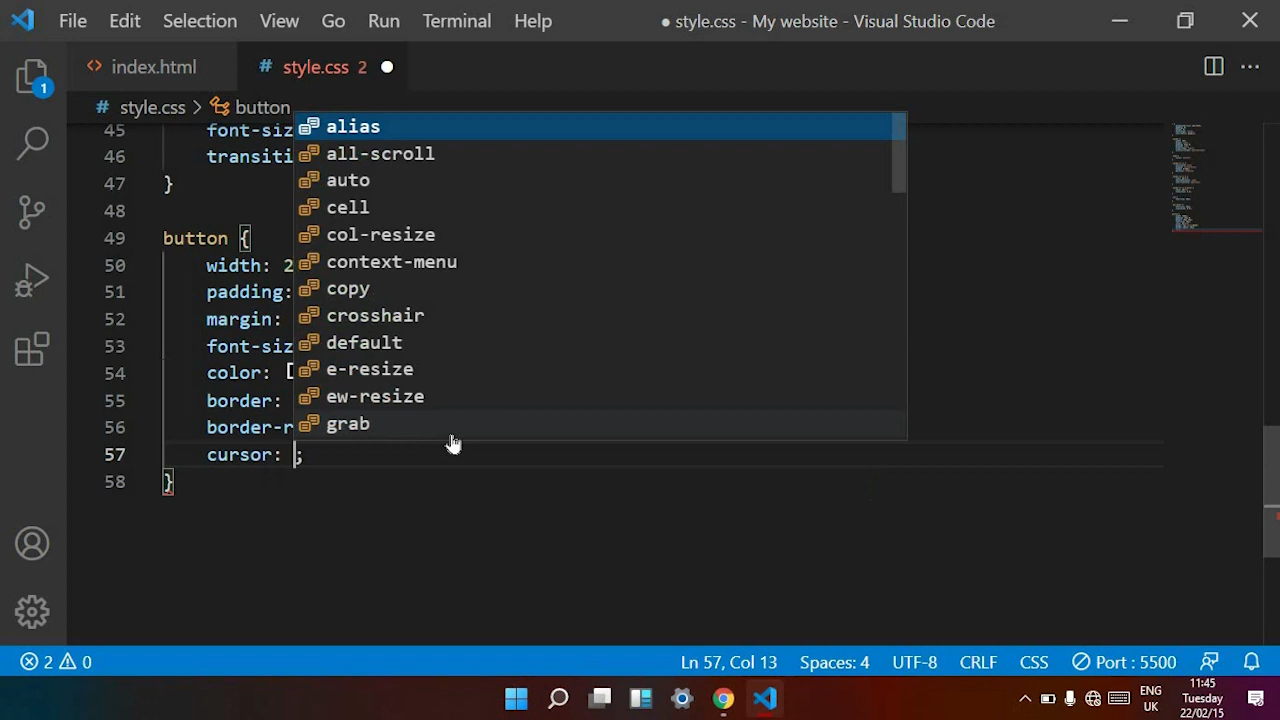 File Edit Selection View Go Run Terminal Help ● style.css - My website - Visual Studio Code
<> index.html # style.css 2 ●
1
# style.css > button
45 font-siz
46 transiti
47 }
48
49 button {
50 width: 2
51 padding:
52 margin:
53 font-siz
54 color:
55 border:
56 border-r
57 cursor: ;
58 }
alias
all-scroll
auto
cell
col-resize
context-menu
copy
crosshair
default
e-resize
ew-resize
grab
2 0 Ln 57, Col 13 Spaces: 4 UTF-8 CRLF CSS Port : 5500
ENG
UK
11:45
Tuesday
22/02/15